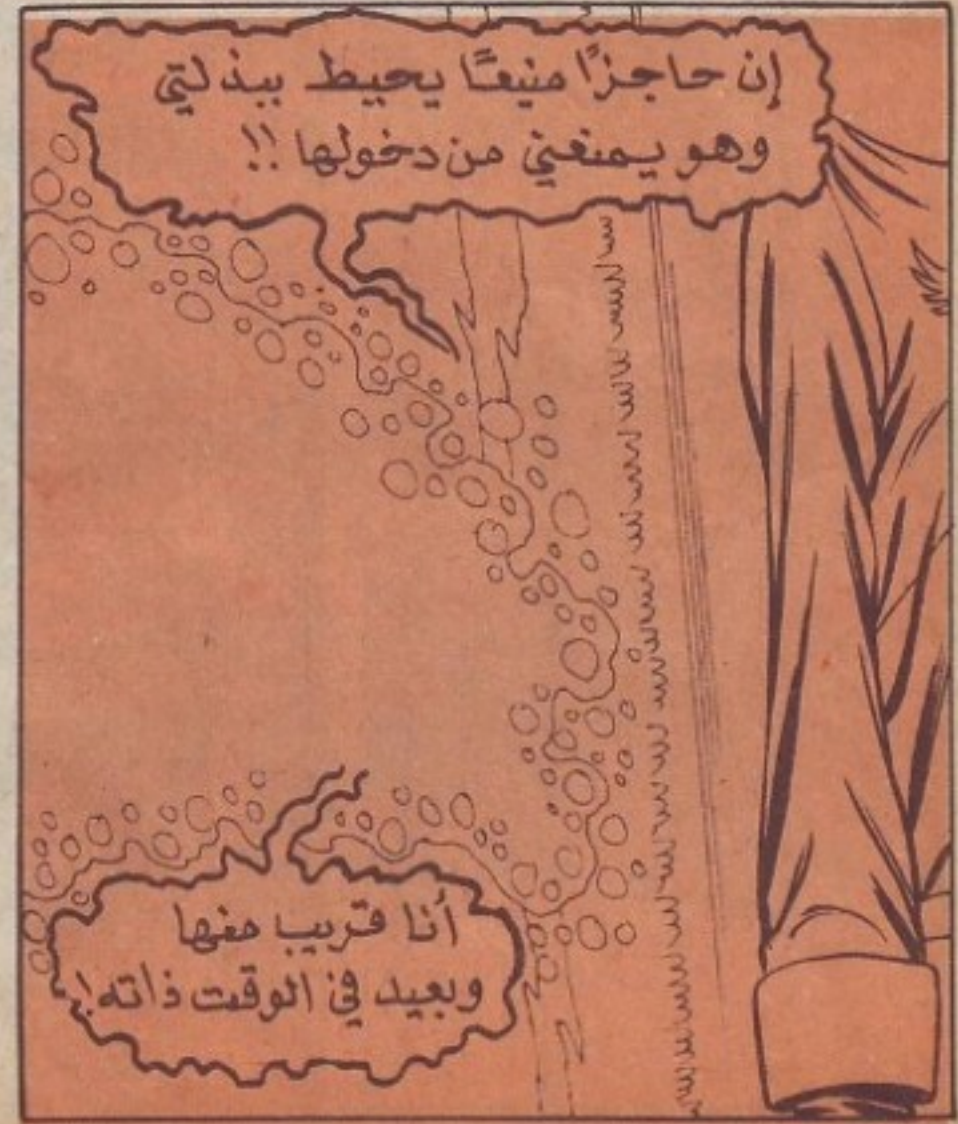 إن حاجزًا منيعًا يحيط ببذلتي
وهو يمنعني من دخولها !!
أنا قريب منها
وبعيد في الوقت ذاته!